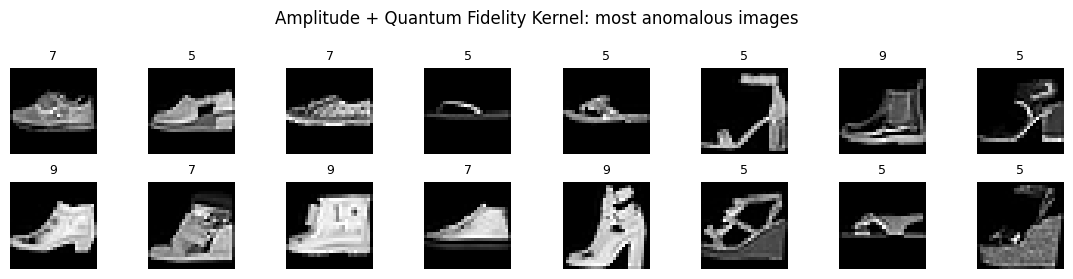 Amplitude + Quantum Fidelity Kernel: most anomalous images
7 5 7 5 5 5 9 5
9 7 9 7 9 5 5 5